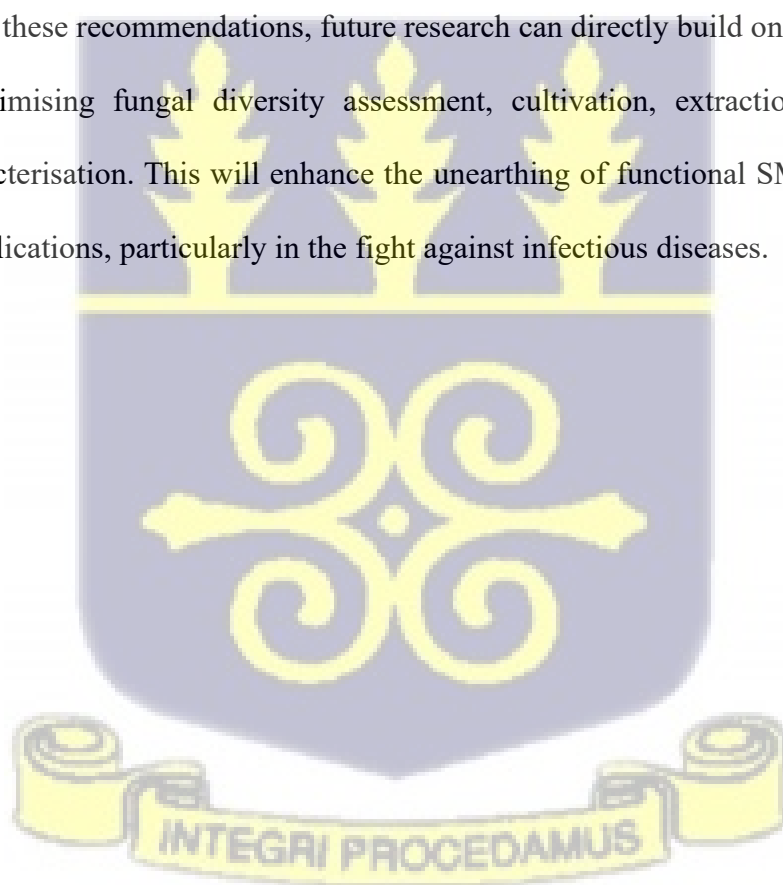 these recommendations, future research can directly build on
imising fungal diversity assessment, cultivation, extractio
cterisation. This will enhance the unearthing of functional SM
lications, particularly in the fight against infectious diseases.
INTEGRI PROCEDAMUS